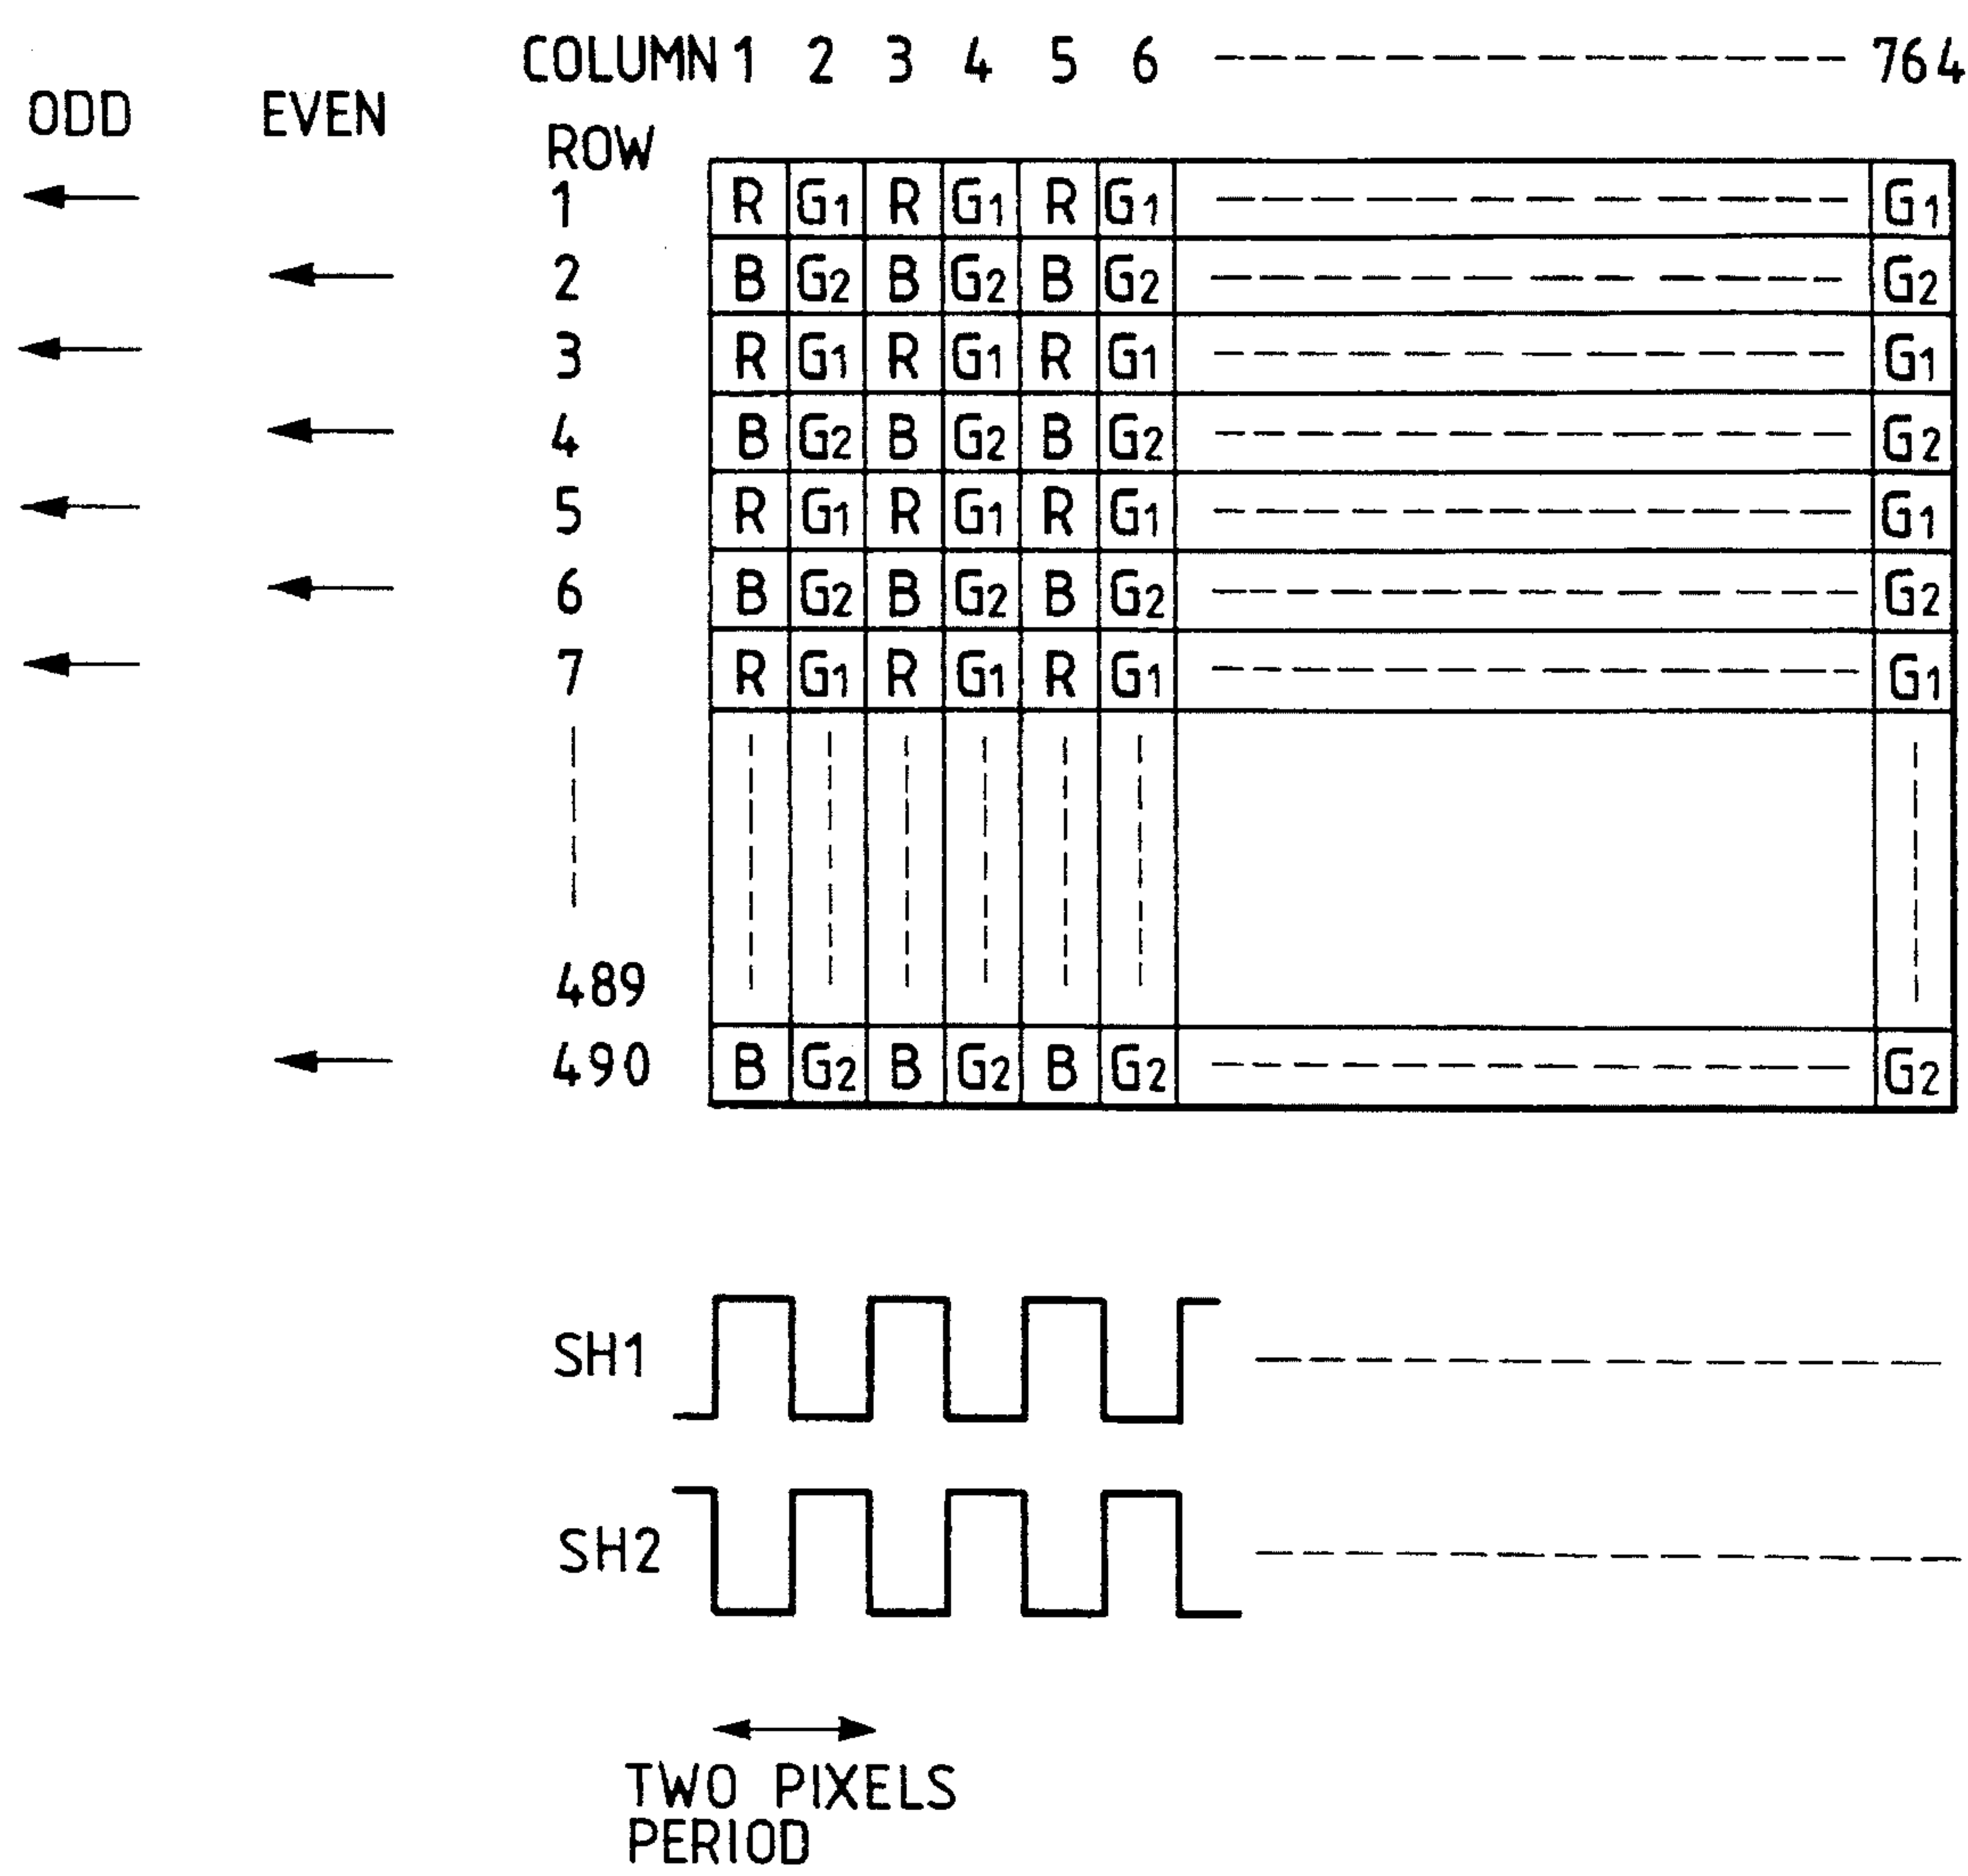 COLUMN 1 2 3 4 5 6 764
ODD EVEN
ROW
1 R G1 R G1 R G1 G1
2 B G2 B G2 B G2 G2
3 R G1 R G1 R G1 G1
4 B G2 B G2 B G2 G2
5 R G1 R G1 R G1 G1
6 B G2 B G2 B G2 G2
7 R G1 R G1 R G1 G1
489
490 B G2 B G2 B G2 G2
SH1
SH2
TWO PIXELS
PERIOD